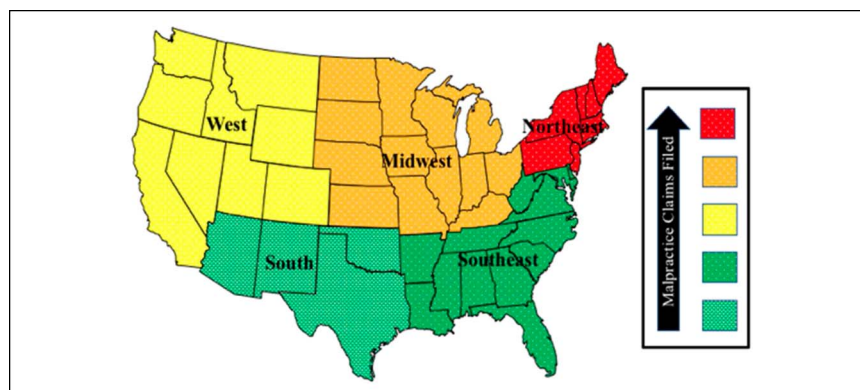 West
Northeast
Midwest
South
Southeast
Malpractice Claims Filed